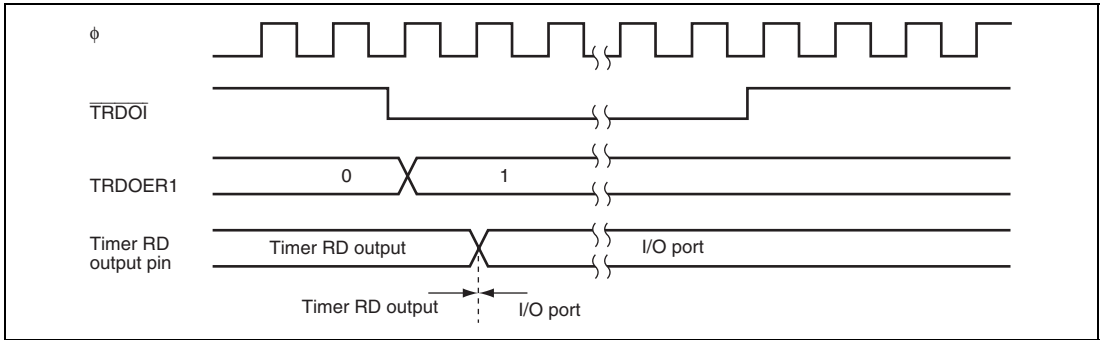 ϕ
TRDOI
TRDOER1
0
1
Timer RD
output pin
Timer RD output
I/O port
Timer RD output
I/O port